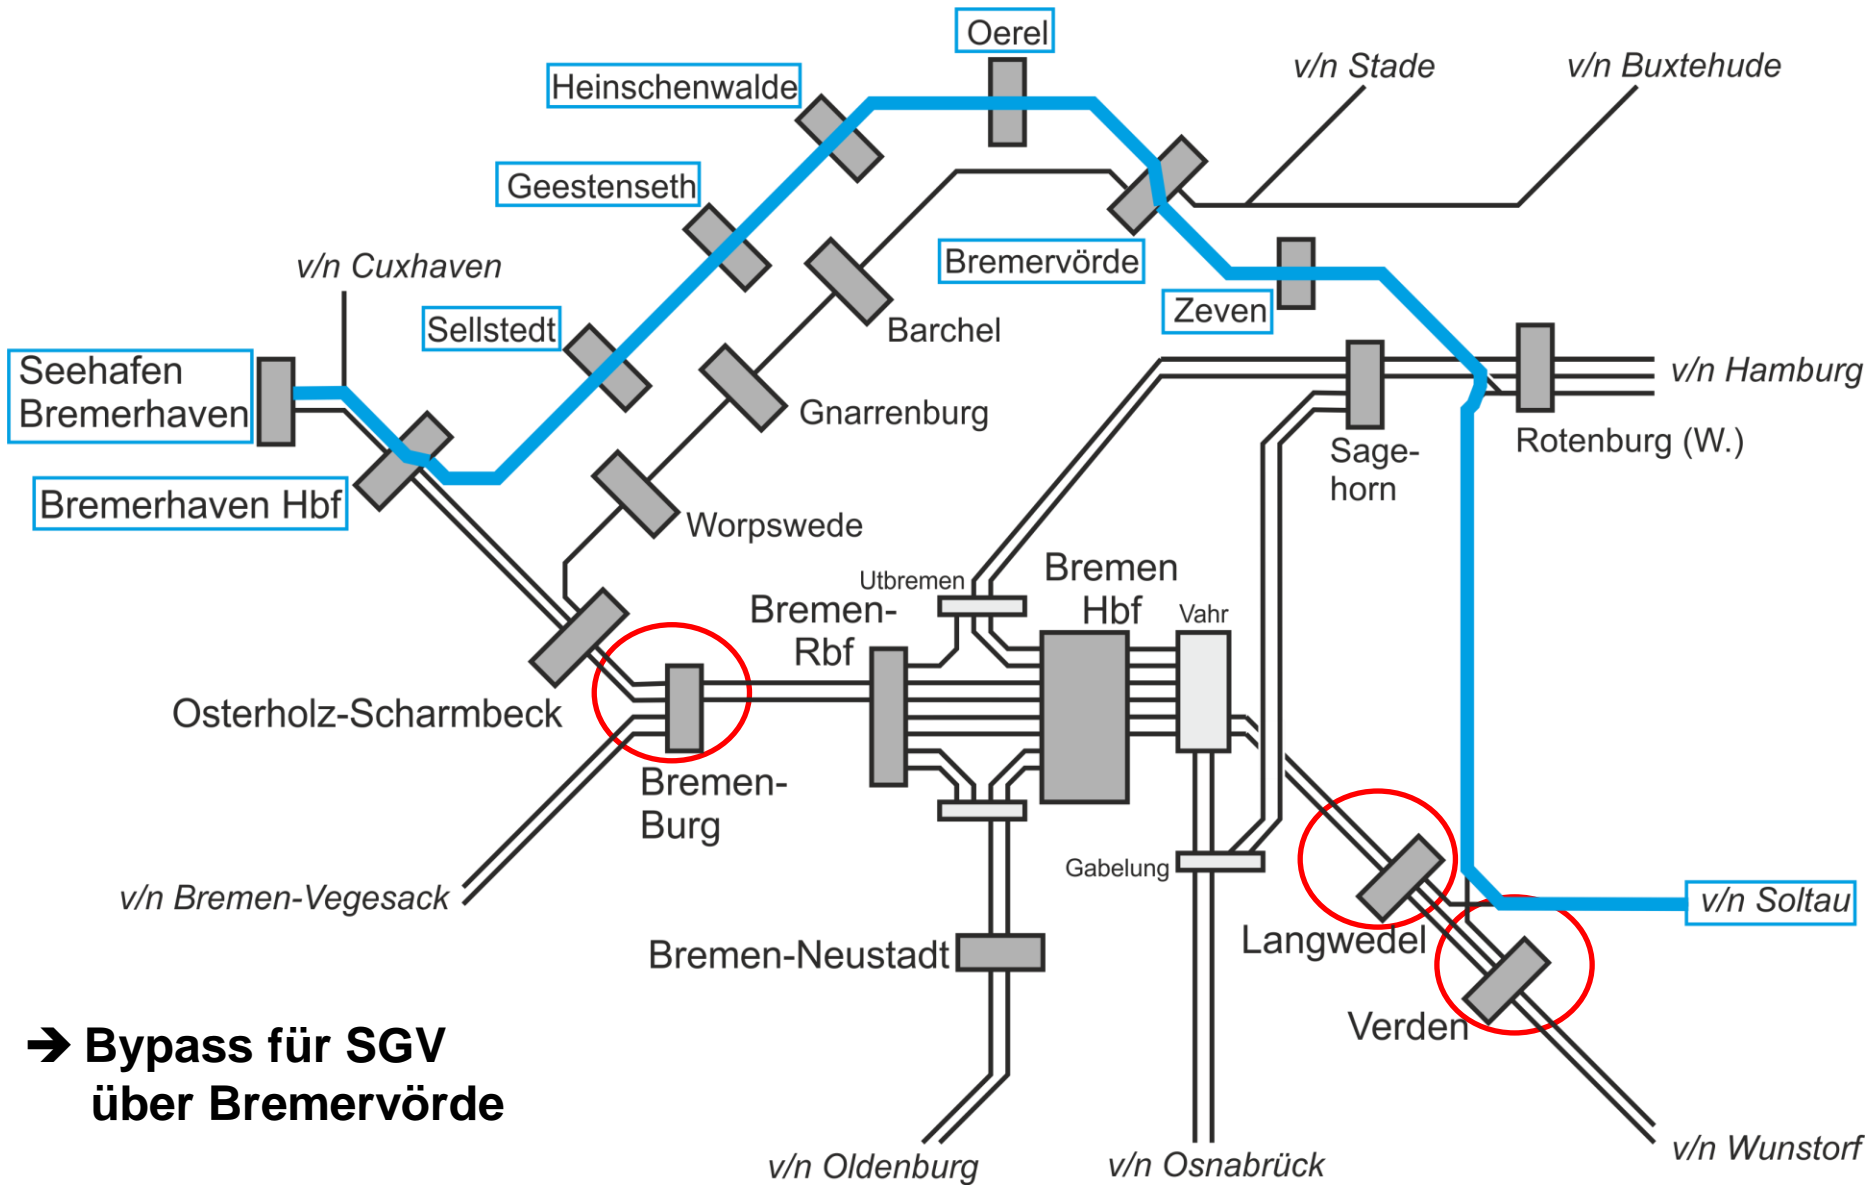 Oerel
v/n Stade
v/n Buxtehude
Heinschenwalde
Geestenseth
v/n Cuxhaven
Bremervörde
Zeven
Sellstedt
Barchel
Seehafen
Bremerhaven
v/n Hamburg
Gnarrenburg
Rotenburg (W.)
Sage-
horn
Bremerhaven Hbf
Worpswede
Utbremen
Bremen
Hbf
Vahr
Bremen-
Rbf
Osterholz-Scharmbeck
Bremen-
Burg
Gabelung
v/n Bremen-Vegesack
v/n Soltau
Langwedel
Bremen-Neustadt
Verden
➔ Bypass für SGV
über Bremervörde
v/n Wunstorf
v/n Oldenburg
v/n Osnabrück